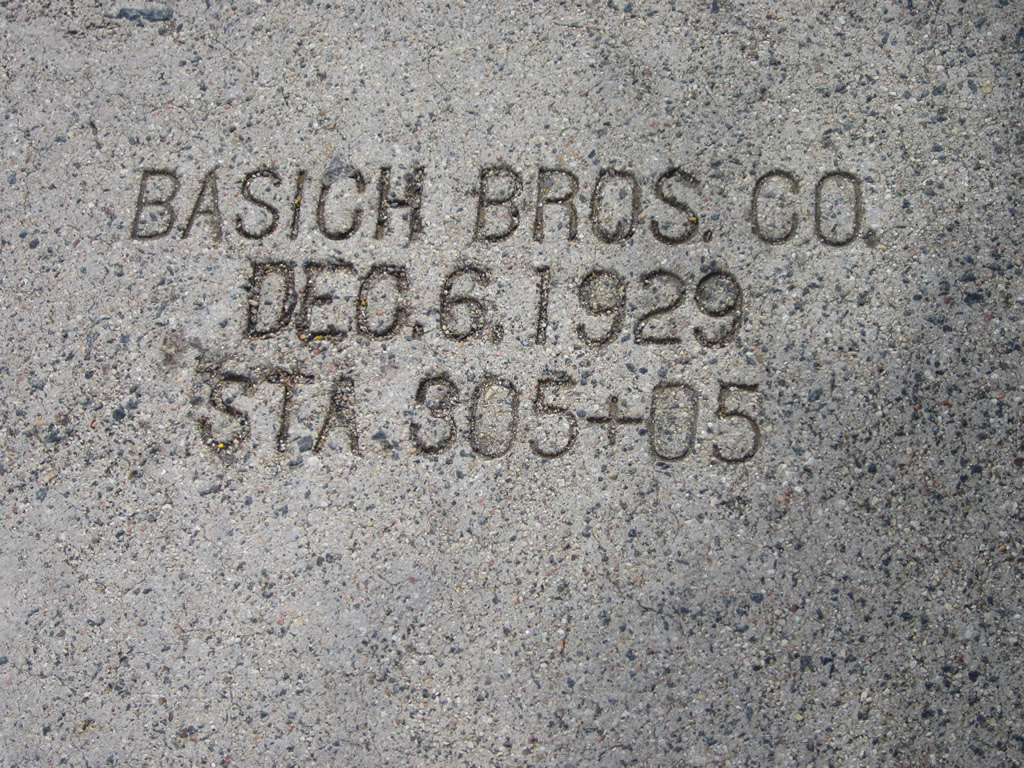 BASICH BROS. CO.
DEC. 6. 1929
STA. 305+05